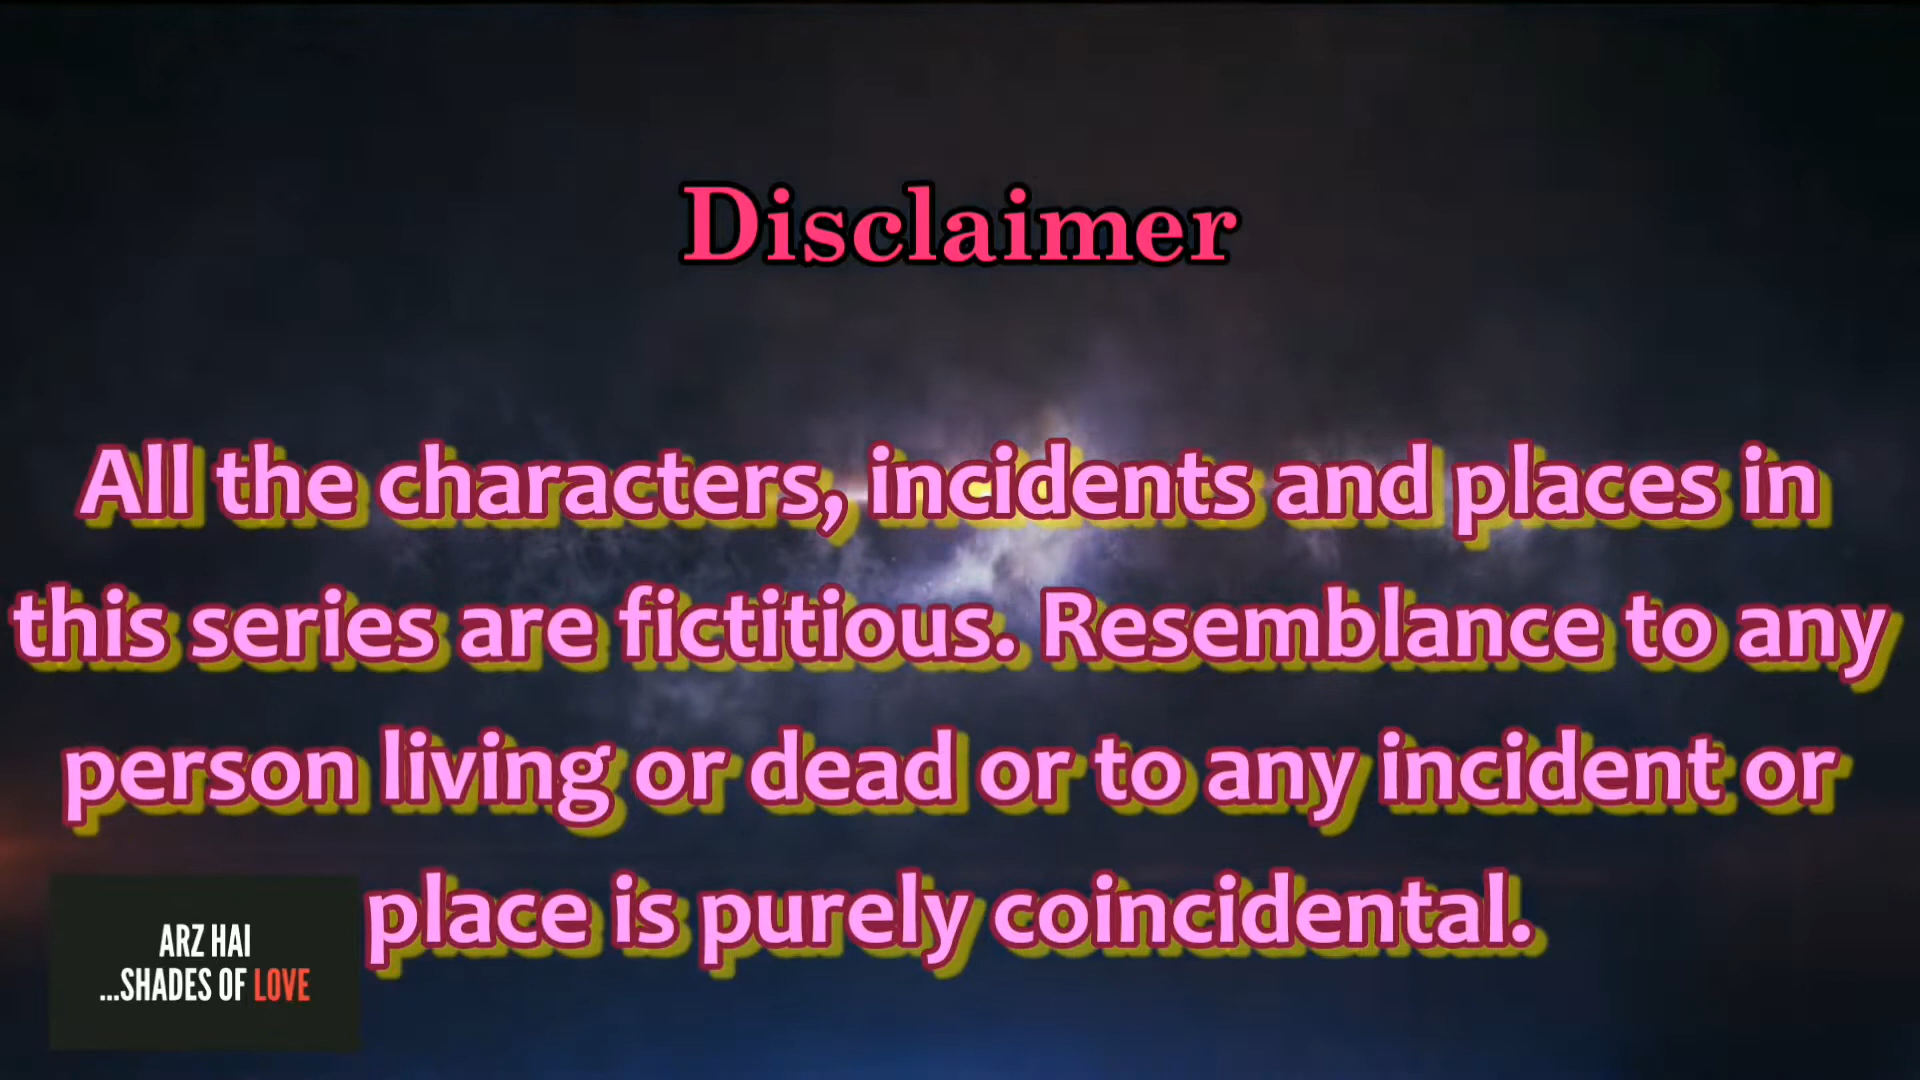 Disclaimer
All the characters, incidents and places in
this series are fictitious. Resemblance to any
person living or dead or to any incident or
place is purely coincidental.
ARZ HAI
...SHADES OF LOVE